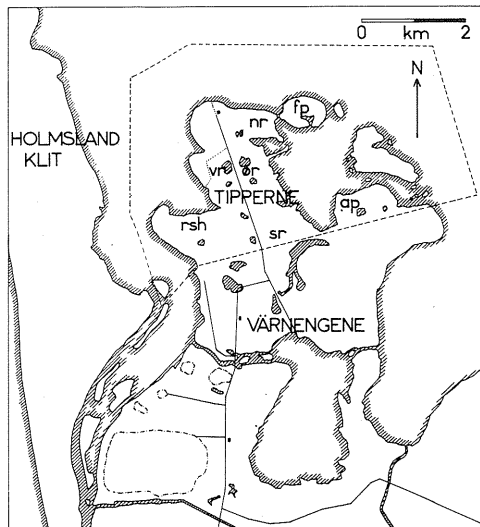 0 km 2
N
HOLMSLAND
KLIT
fp
nr
vr ør
TIPPERNE
ap
rsh
sr
VÄRNENGENE